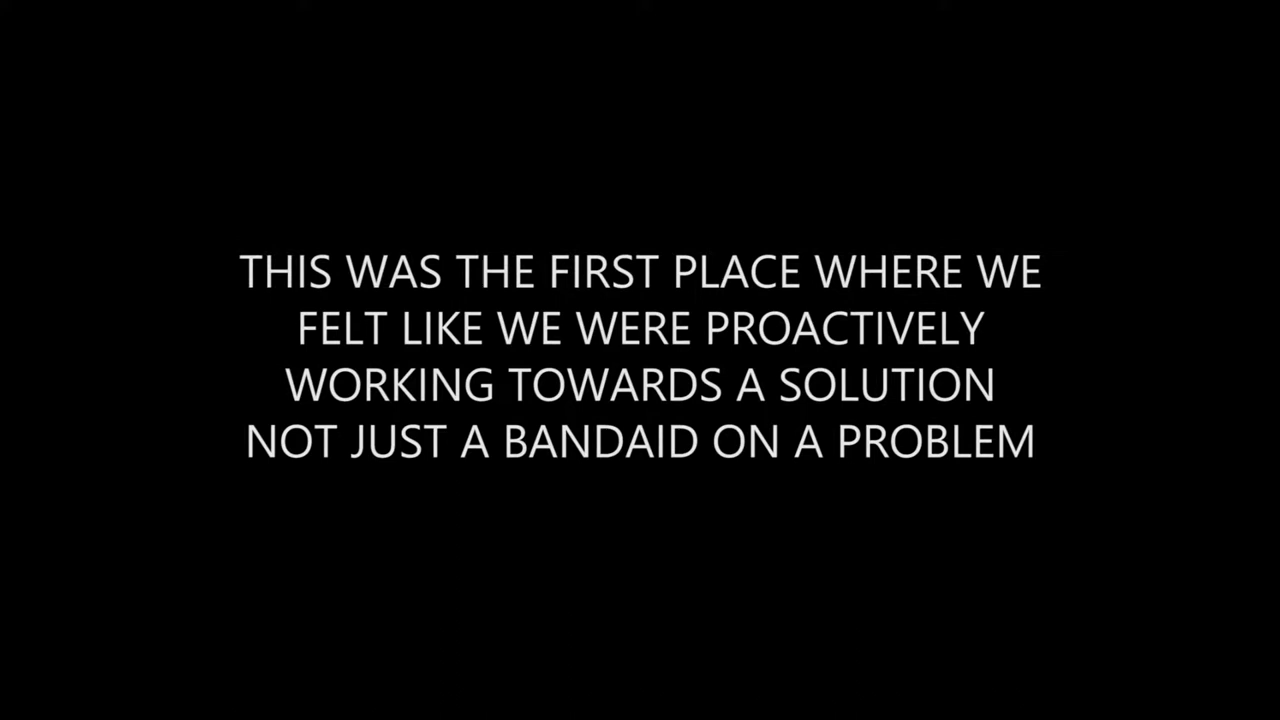 THIS WAS THE FIRST PLACE WHERE WE
FELT LIKE WE WERE PROACTIVELY
WORKING TOWARDS A SOLUTION
NOT JUST A BANDAID ON A PROBLEM